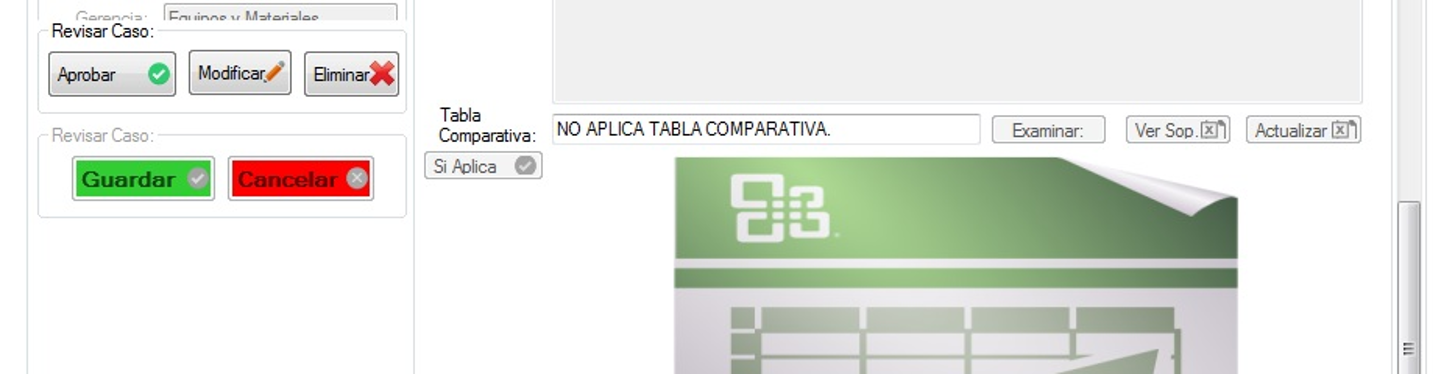 Gerencia: Equipos y Materiales
Revisar Caso:
Aprobar Modificar Eliminar
Revisar Caso:
Guardar Cancelar
Tabla
Comparativa: NO APLICA TABLA COMPARATIVA. Examinar: Ver Sop. Actualizar
Si Aplica